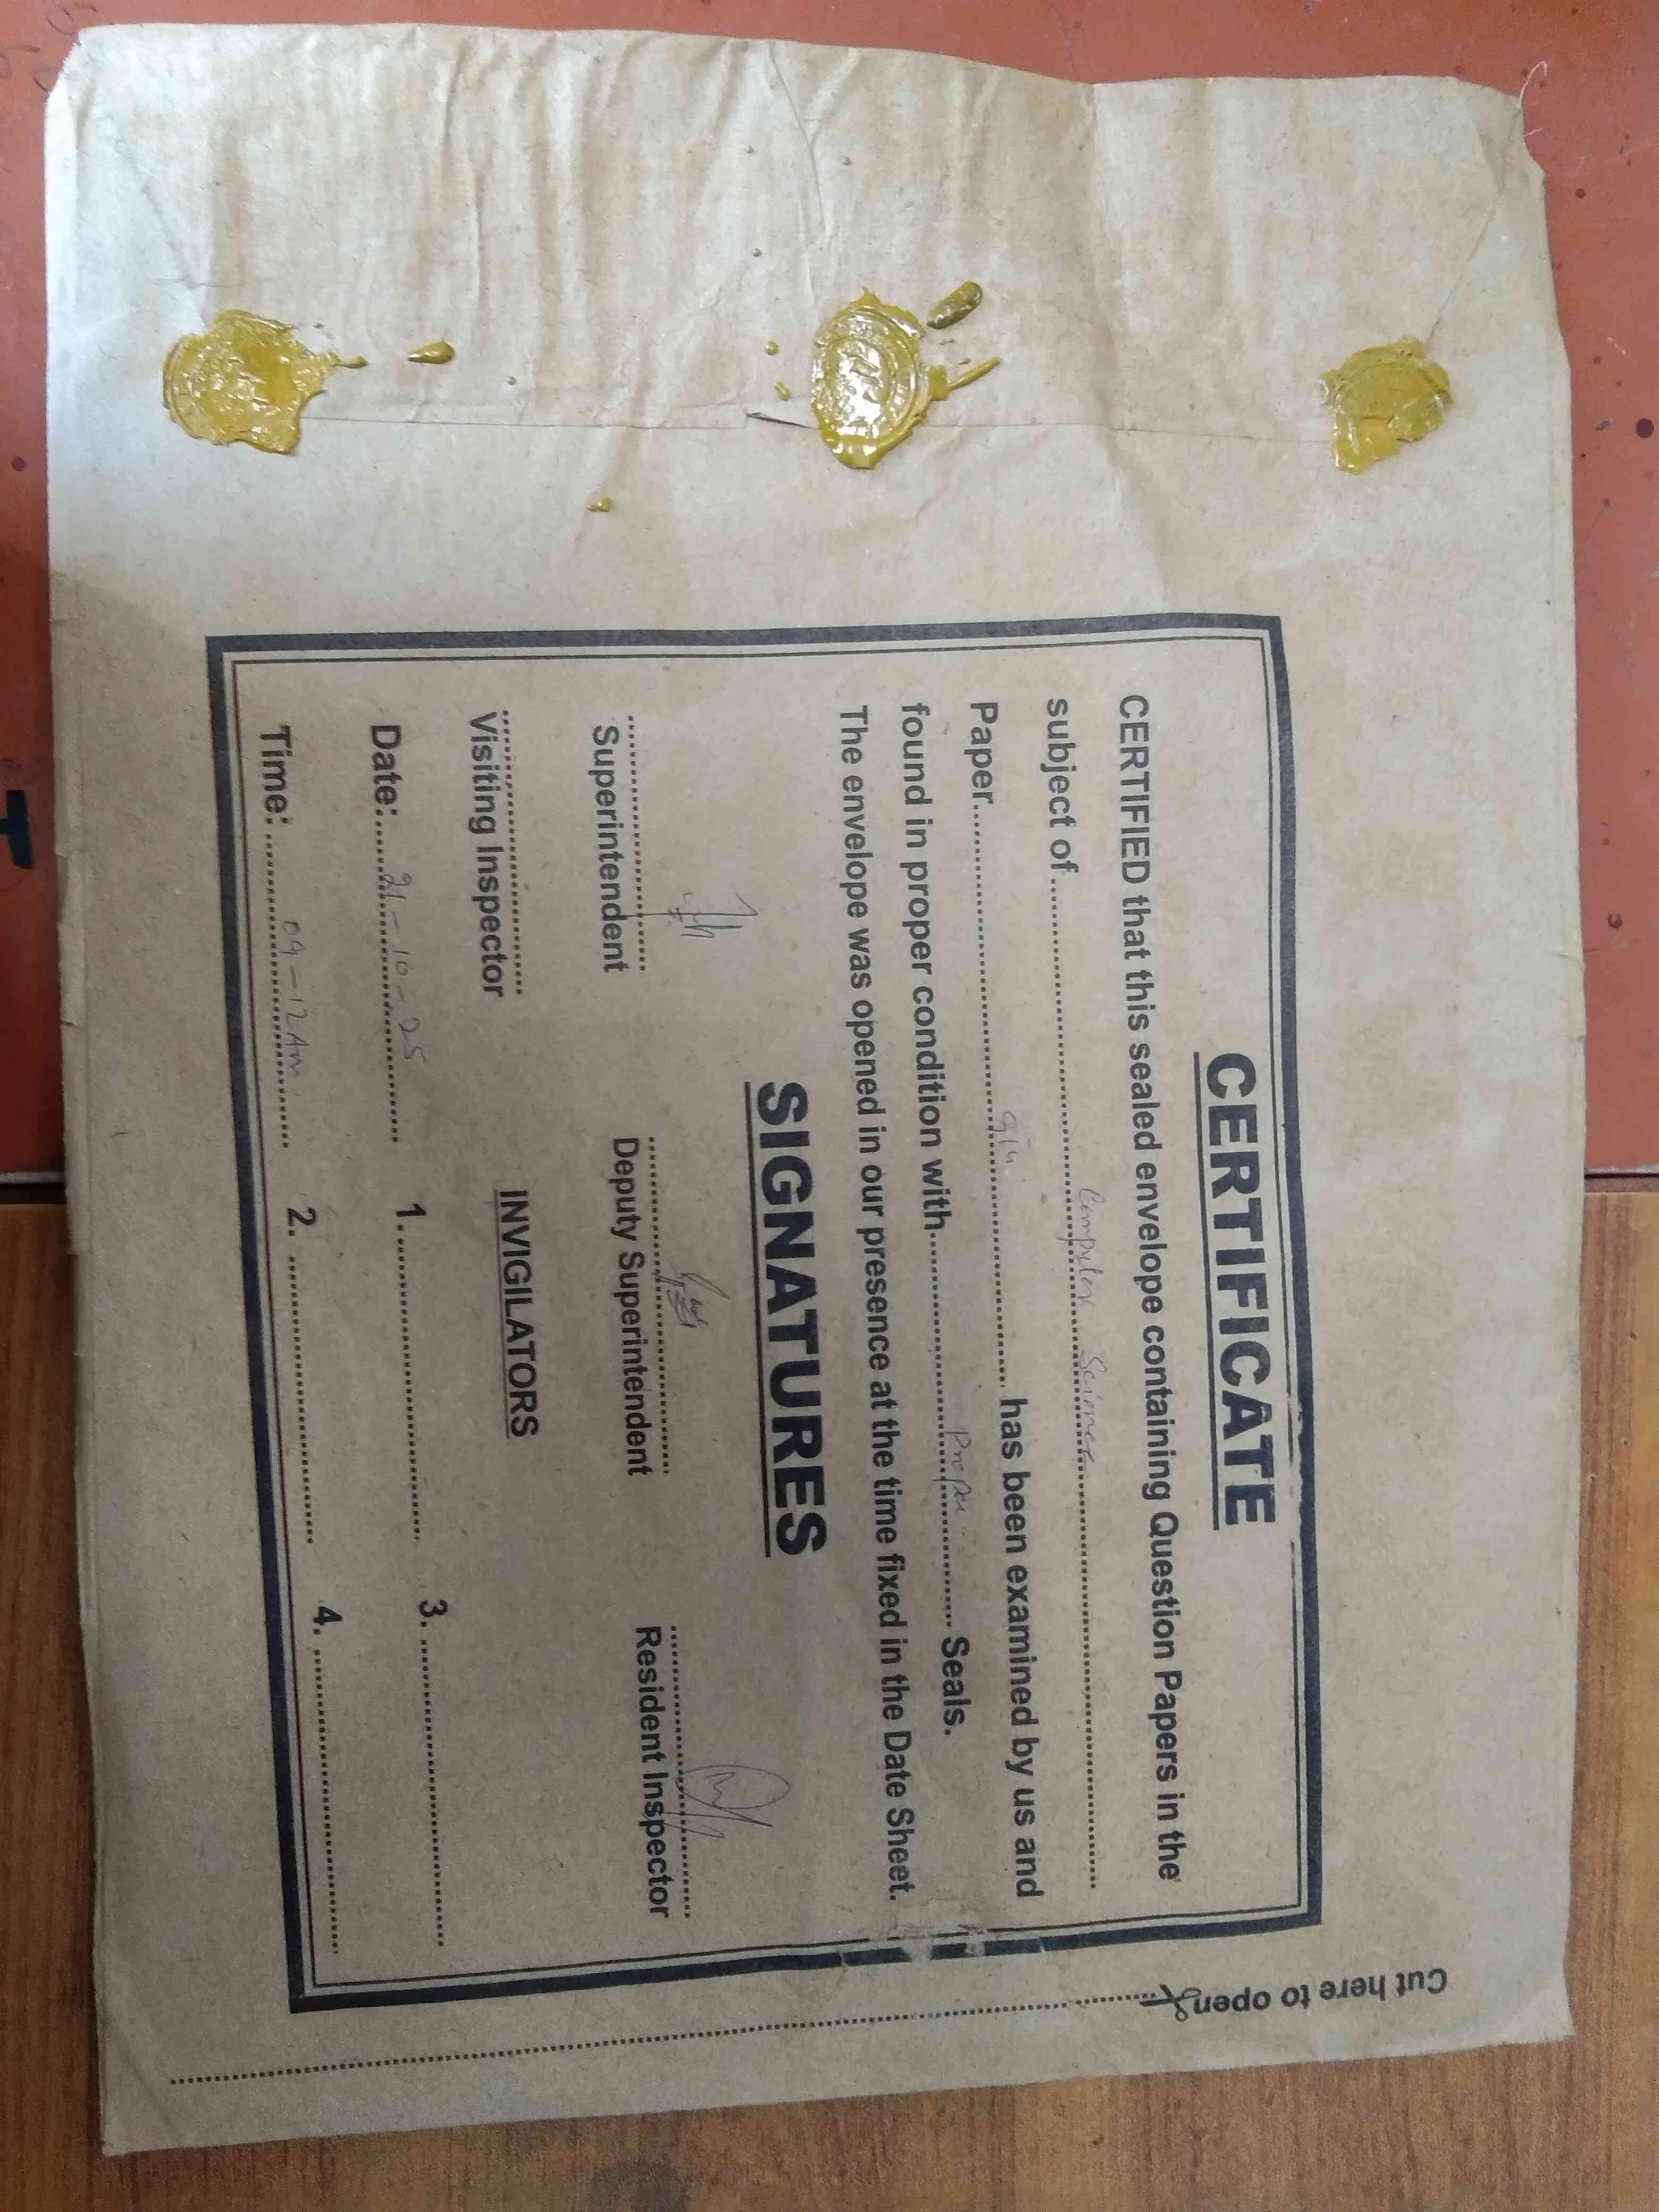 CERTIFICATE
CERTIFIED that this sealed envelope containing Question Papers in the
subject of.......... Computer Science ..........
Paper.......... 9th .......... has been examined by us and
found in proper condition with.......... Proper .......... Seals.
The envelope was opened in our presence at the time fixed in the Date Sheet.
SIGNATURES
Superintendent Deputy Superintendent Resident Inspector
Visiting Inspector INVIGILATORS
Date:.......... 21-10-25 .......... 1. .......... 3. ..........
Time: .......... 09-12 Am .......... 2. .......... 4. ..........
Cut here to open